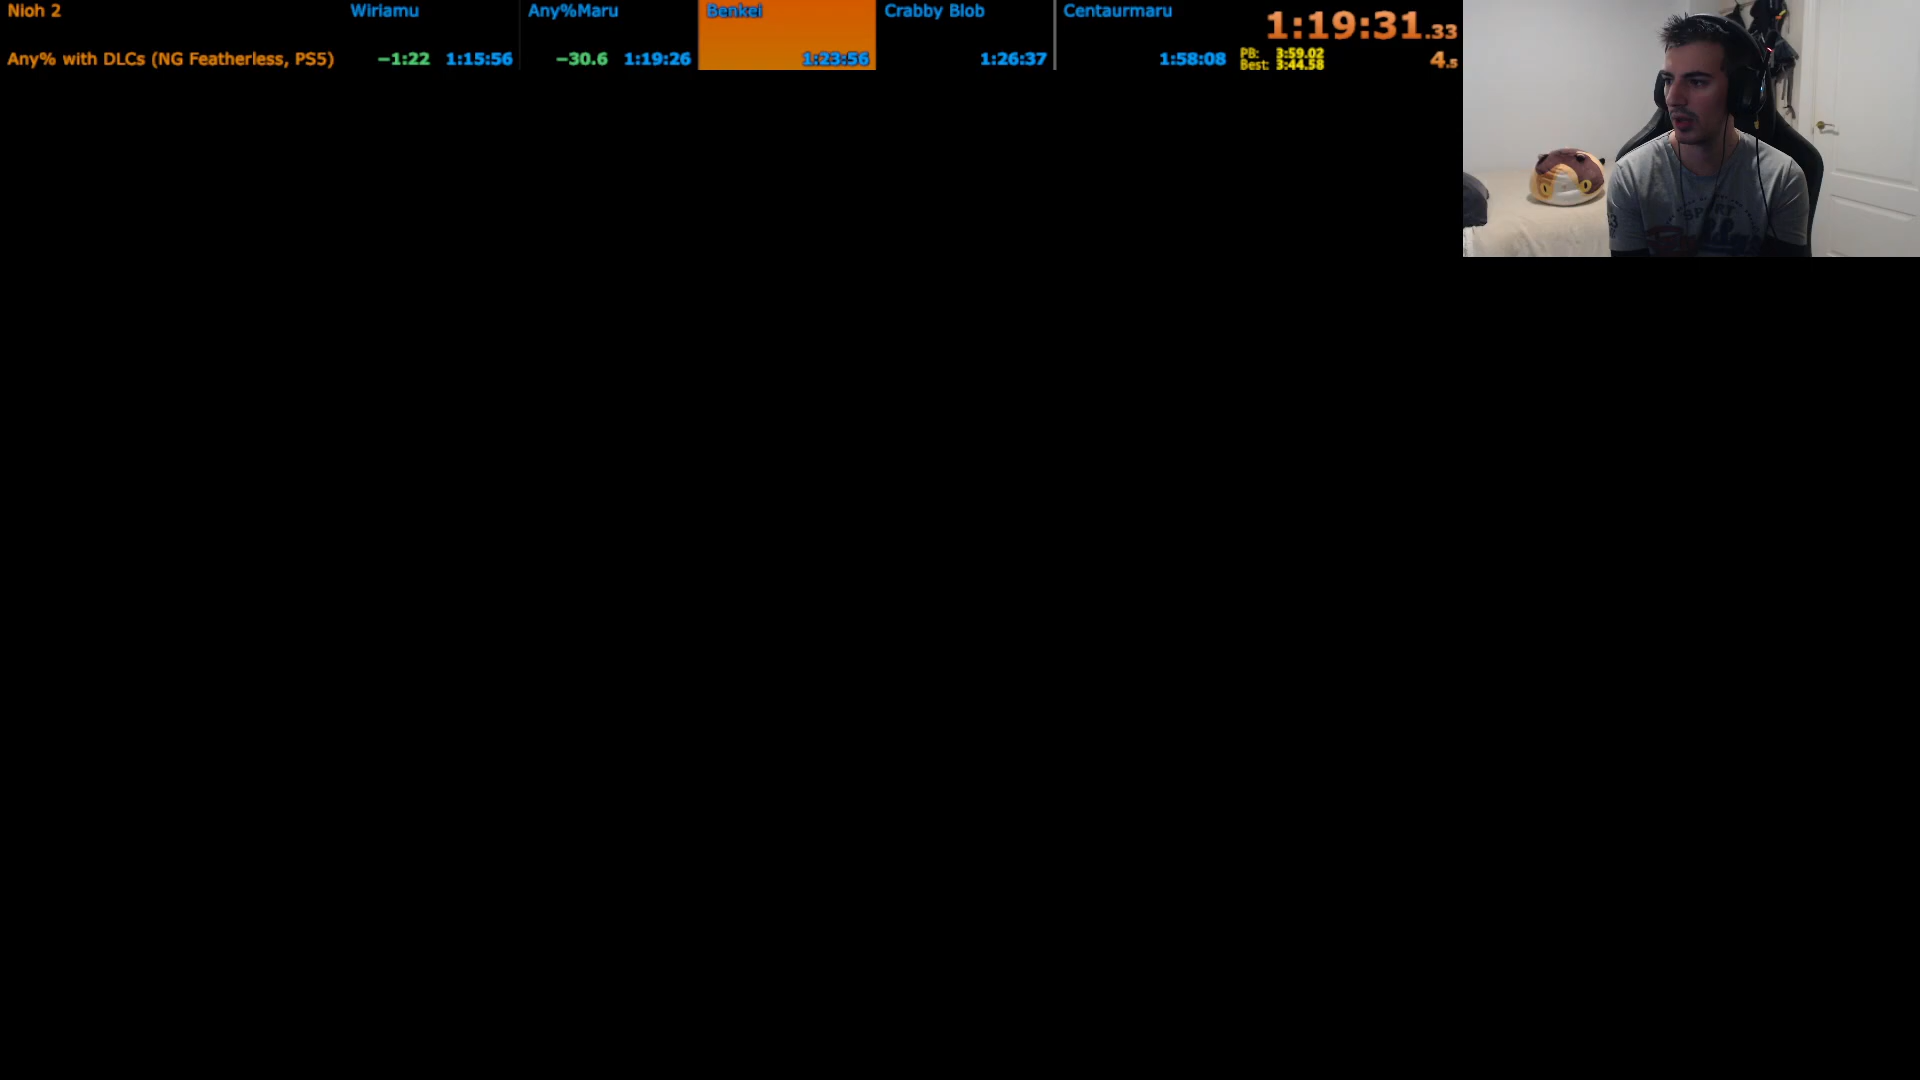 Nioh 2
Any% with DLCs (NG Featherless, PS5)
Wiriamu
−1:22 1:15:56
Any%Maru
−30.6 1:19:26
Benkei
1:23:56
Crabby Blob
1:26:37
Centaurmaru
1:58:08
1:19:31.33
PB: 3:59.02
Best: 3:44.58
4.5
SPORT